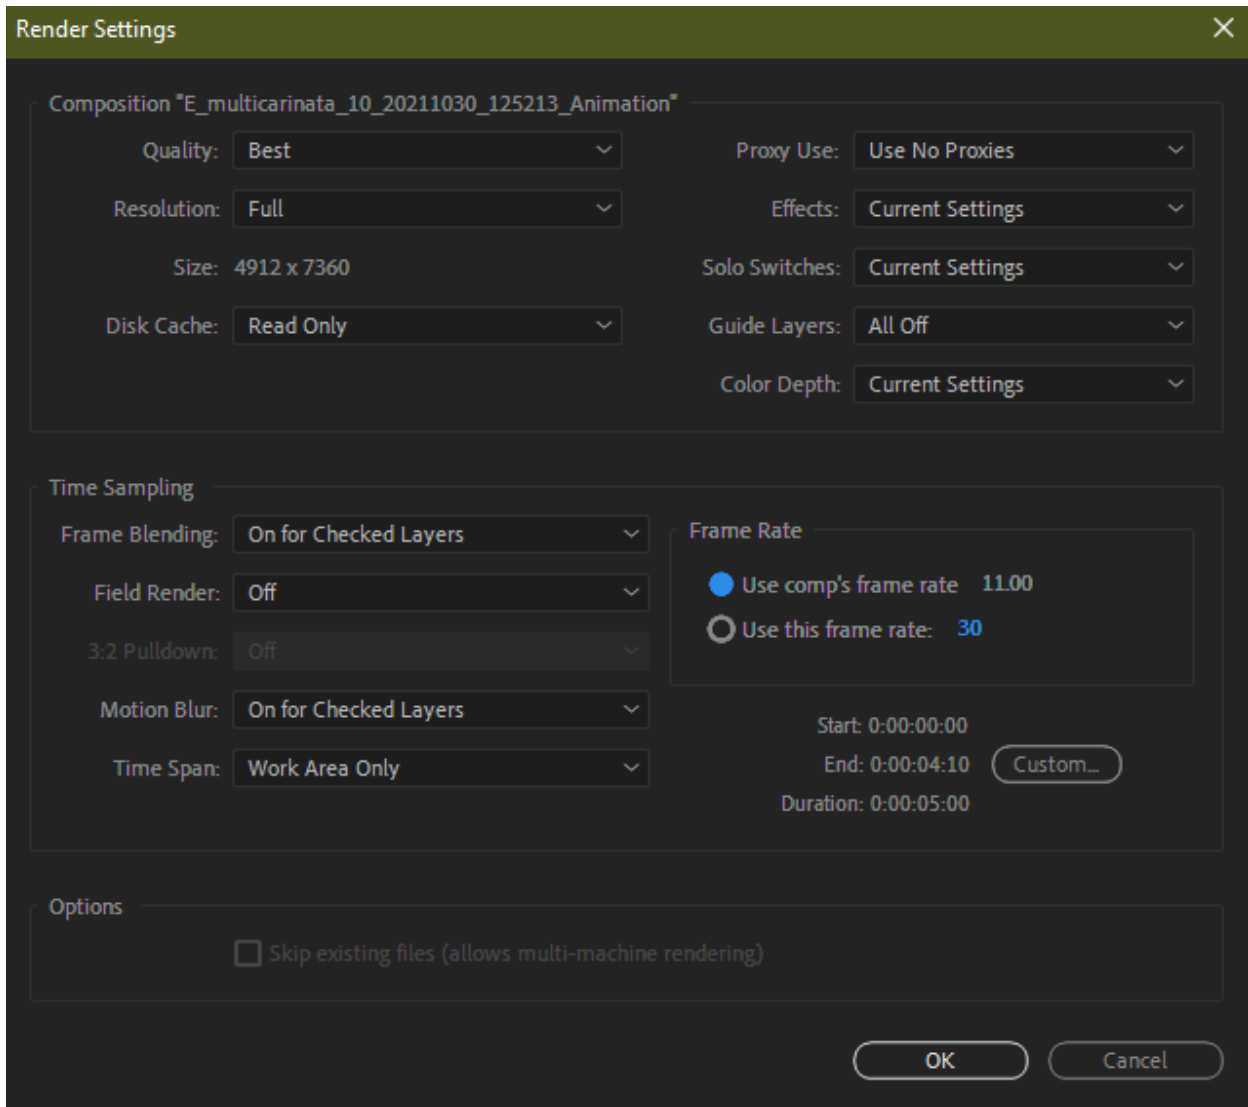 Render Settings
Composition "E_multicarinata_10_20211030_125213_Animation"
Quality: Best
Proxy Use: Use No Proxies
Resolution: Full
Effects: Current Settings
Size: 4912 x 7360
Solo Switches: Current Settings
Disk Cache: Read Only
Guide Layers: All Off
Color Depth: Current Settings
Time Sampling
Frame Blending: On for Checked Layers
Field Render: Off
3:2 Pulldown: Off
Motion Blur: On for Checked Layers
Time Span: Work Area Only
Frame Rate
Use comp's frame rate 11.00
Use this frame rate: 30
Start: 0:00:00:00
End: 0:00:04:10 Custom...
Duration: 0:00:05:00
Options
Skip existing files (allows multi-machine rendering)
OK Cancel